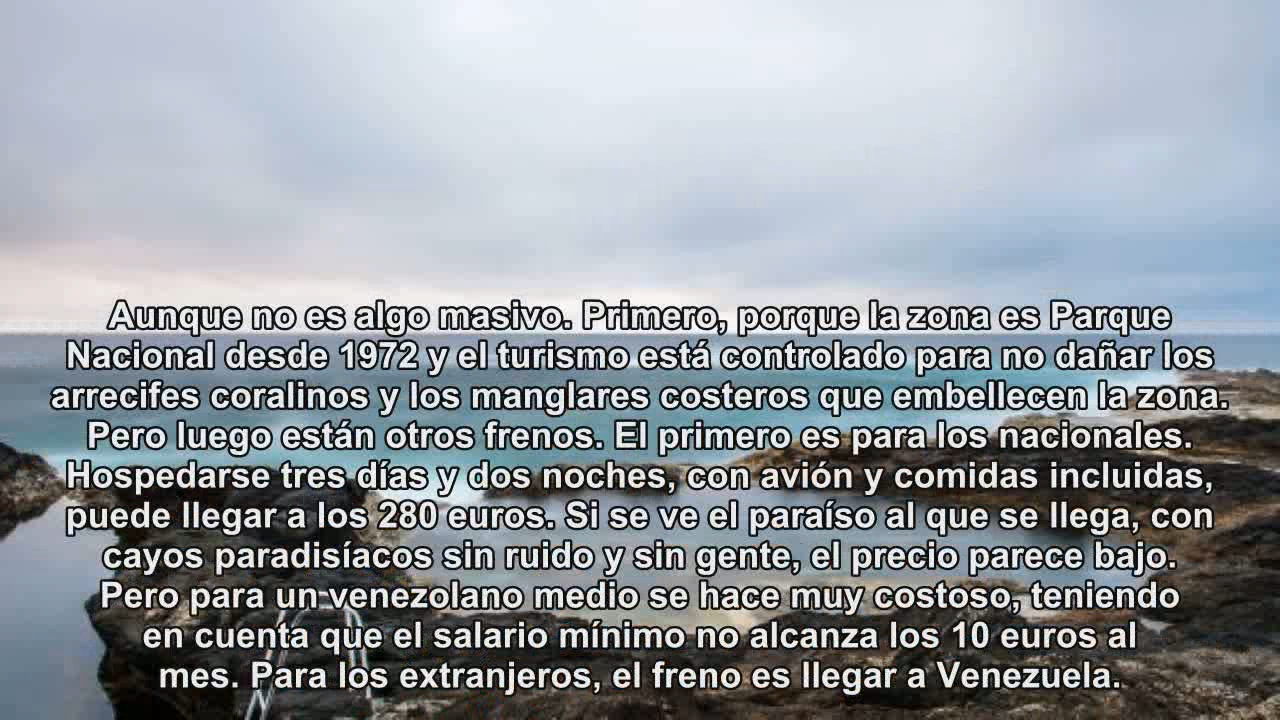 Aunque no es algo masivo. Primero, porque la zona es Parque
Nacional desde 1972 y el turismo está controlado para no dañar los
arrecifes coralinos y los manglares costeros que embellecen la zona.
Pero luego están otros frenos. El primero es para los nacionales.
Hospedarse tres días y dos noches, con avión y comidas incluidas,
puede llegar a los 280 euros. Si se ve el paraíso al que se llega, con
cayos paradisíacos sin ruido y sin gente, el precio parece bajo.
Pero para un venezolano medio se hace muy costoso, teniendo
en cuenta que el salario mínimo no alcanza los 10 euros al
mes. Para los extranjeros, el freno es llegar a Venezuela.